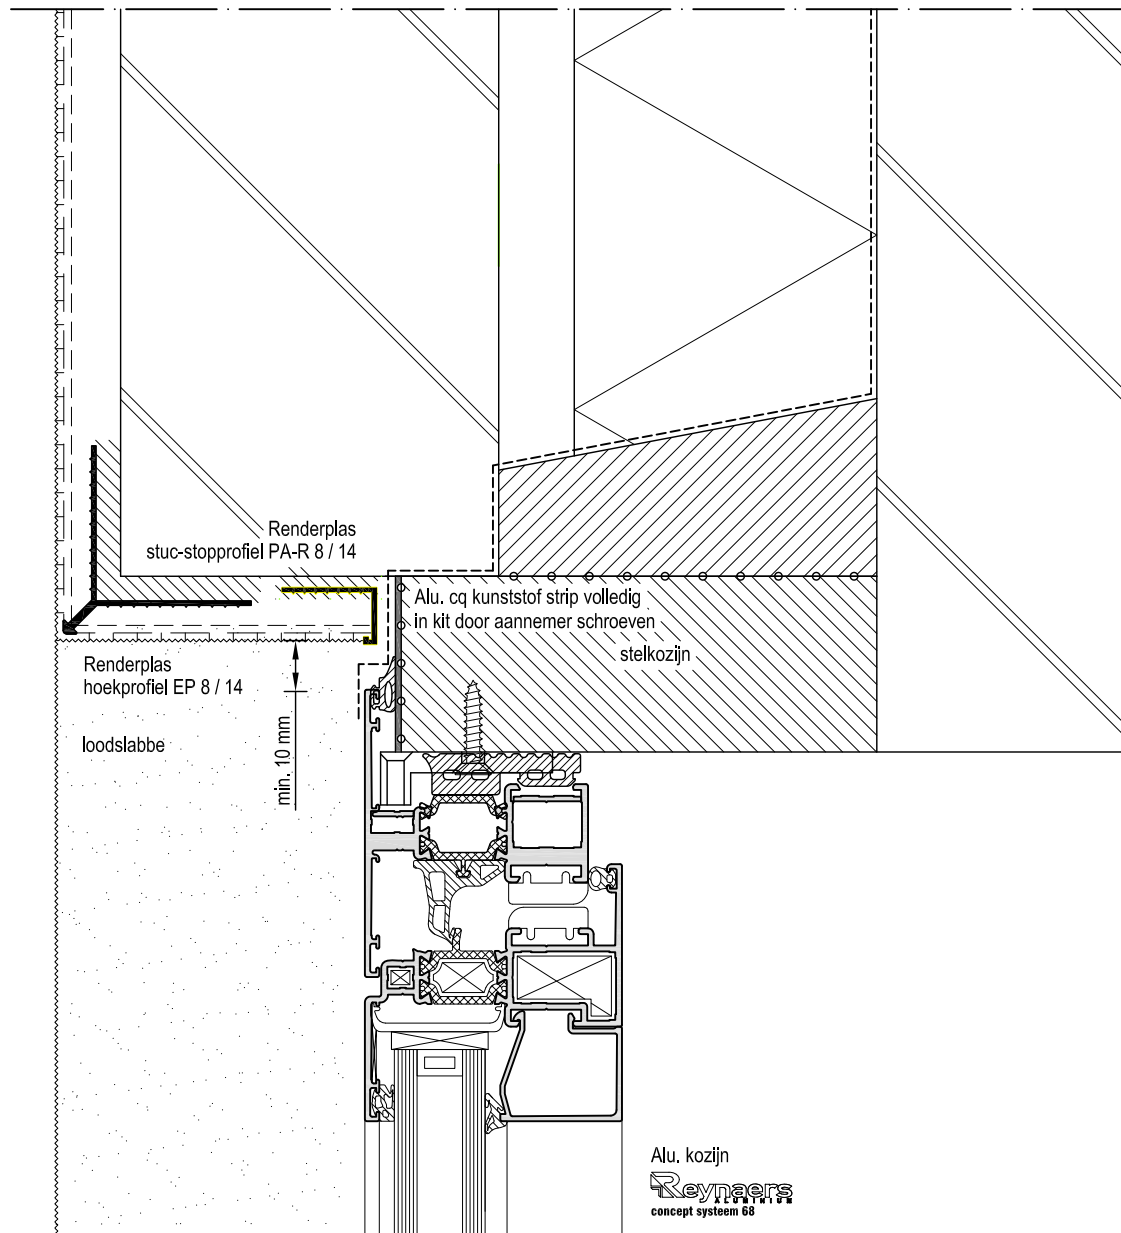 Renderplas
stuc-stopprofiel PA-R 8 / 14
Alu. cq kunststof strip volledig
in kit door aannemer schroeven
stelkozijn
Renderplas
hoekprofiel EP 8 / 14
loodslabbe
min. 10 mm
Alu. kozijn
Reynaers
ALUMINIUM
concept systeem 68